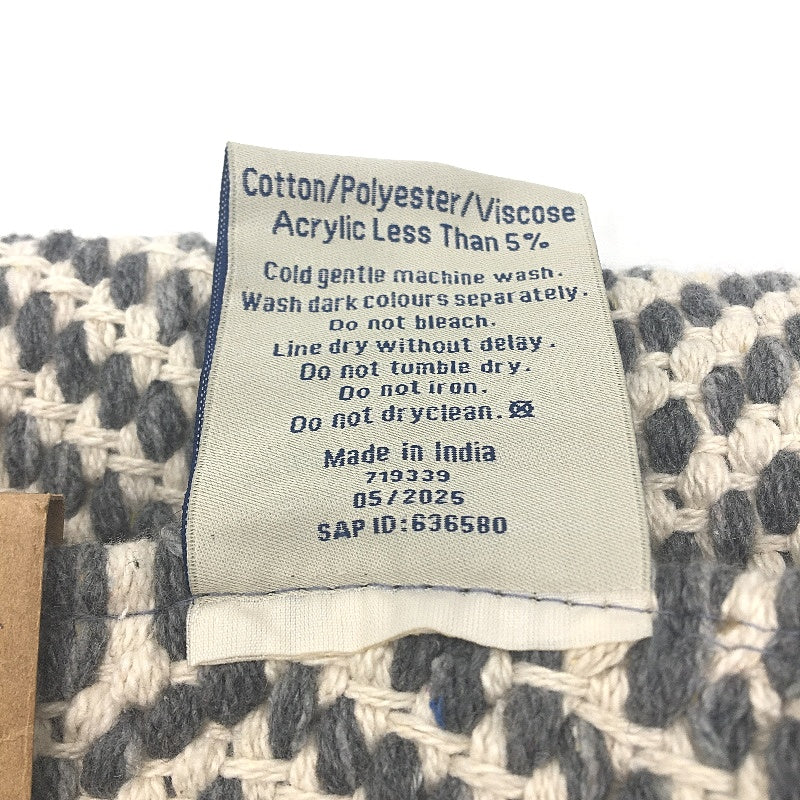 Cotton/Polyester/Viscose
Acrylic Less Than 5%
Cold gentle machine wash.
Wash dark colours separately.
Do not bleach.
Line dry without delay.
Do not tumble dry.
Do not iron.
Do not dryclean.
Made in India
719339
05/2025
SAP ID:636580